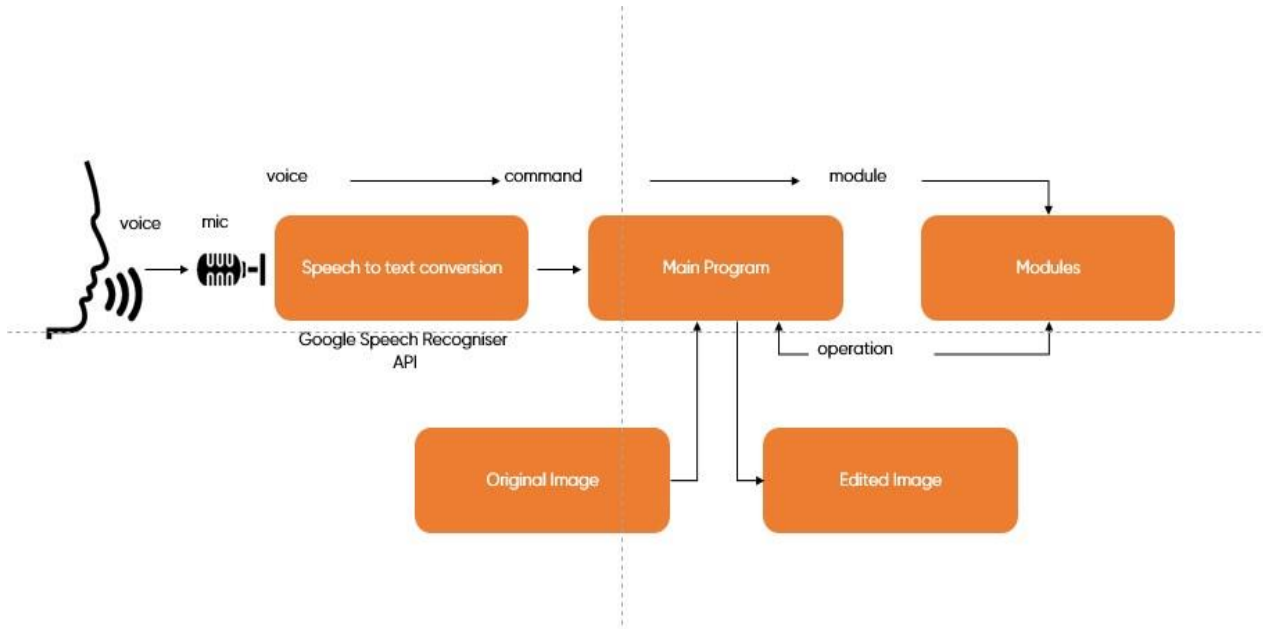 voice
command
module
voice
mic
Speech to text conversion
Main Program
Modules
Google Speech Recogniser
API
operation
Original Image
Edited Image